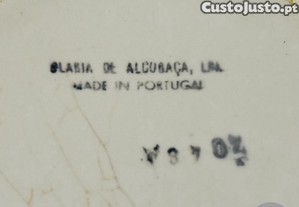 Custojusto.pt
OLARIA DE ALCOBAÇA, LDA.
MADE IN PORTUGAL